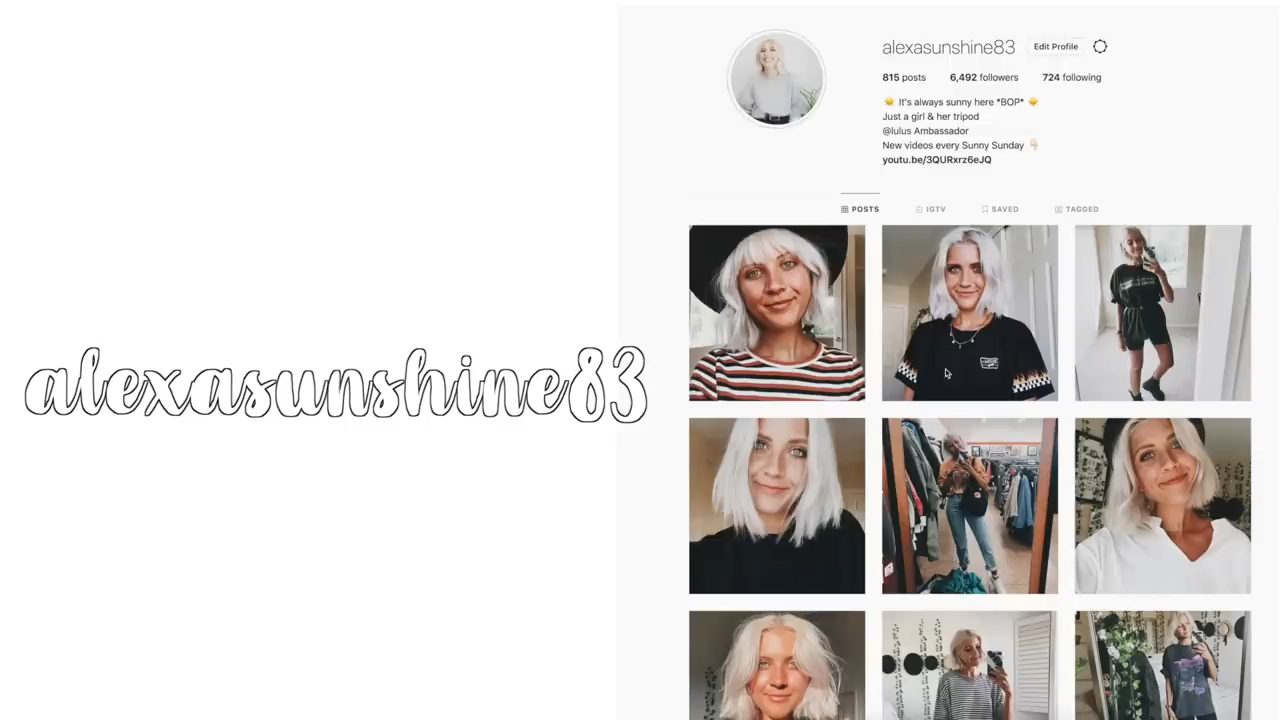 alexasunshine83
alexasunshine83 Edit Profile
815 posts 6,492 followers 724 following
It's always sunny here *BOP*
Just a girl & her tripod
@lulus Ambassador
New videos every Sunny Sunday
youtu.be/3QURxrz6eJQ
POSTS IGTV SAVED TAGGED